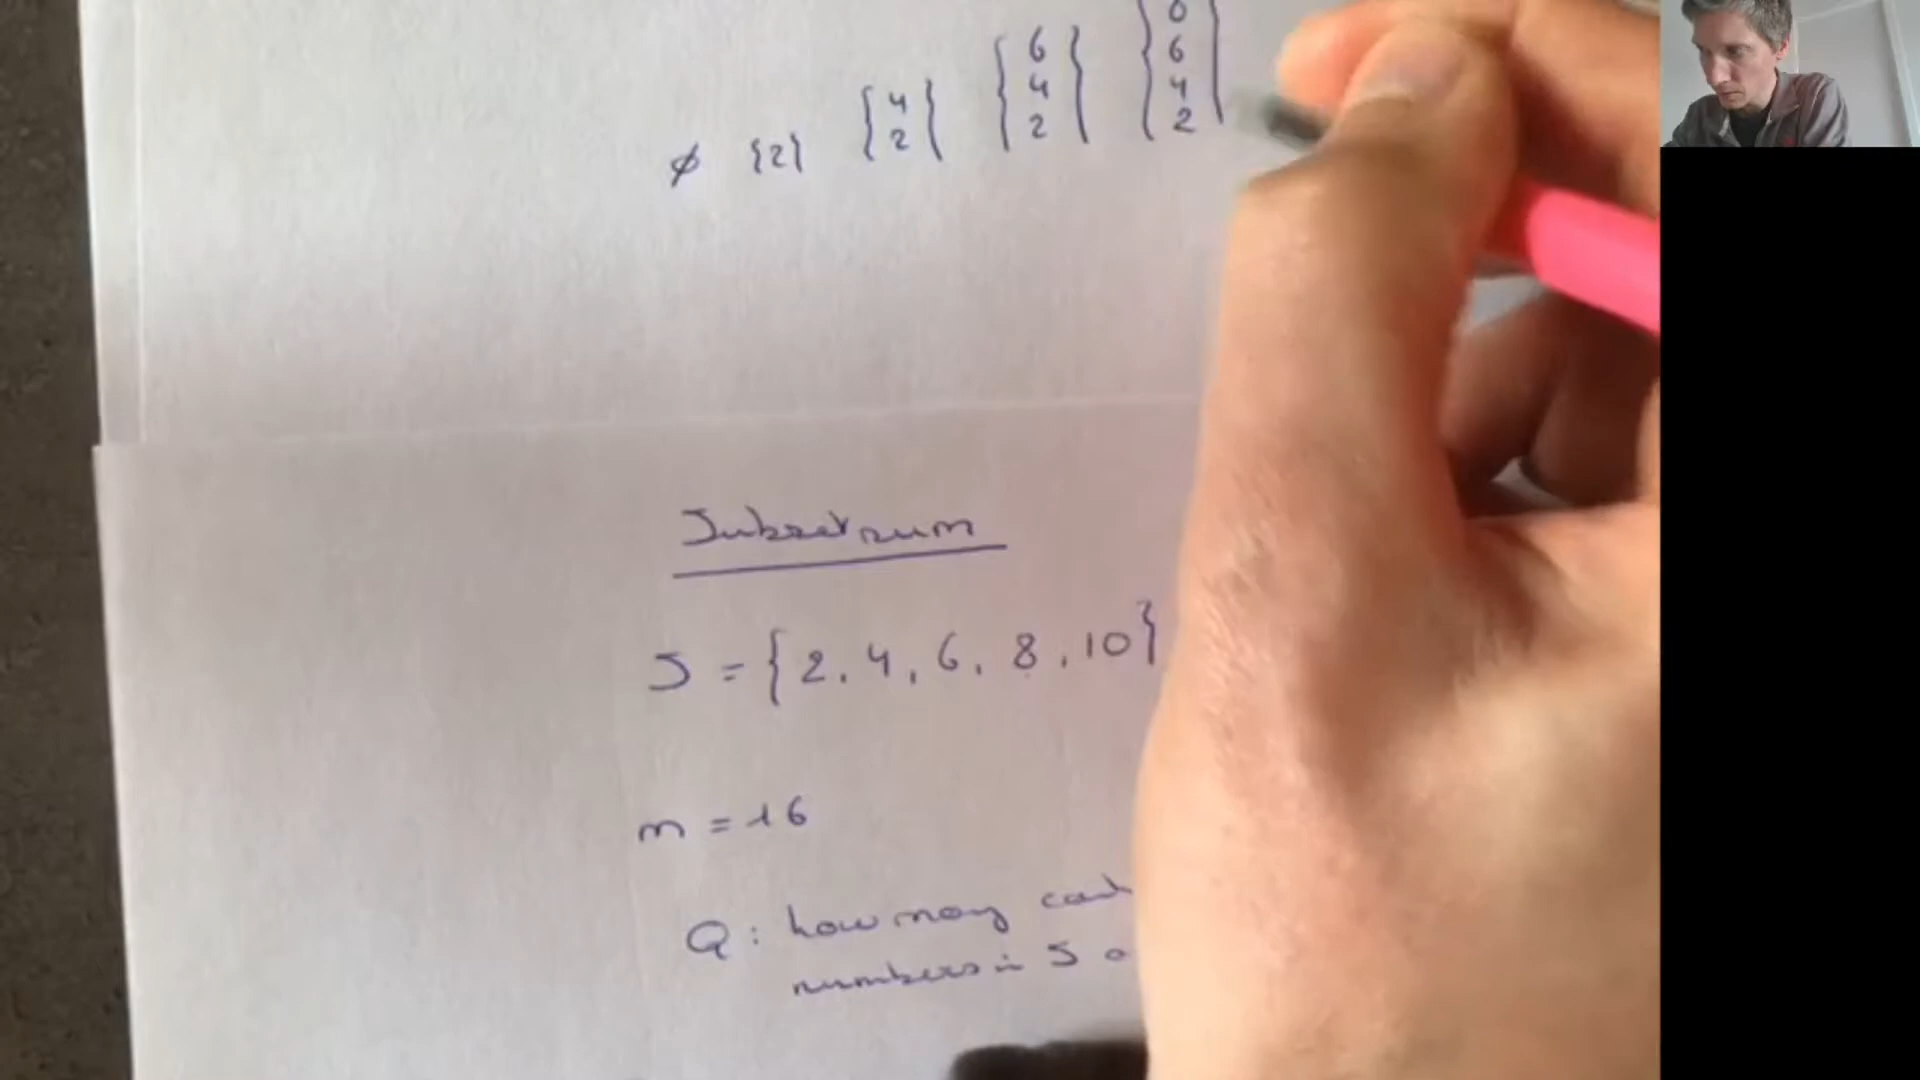 ∅ {2} {4 2} {6 4 2} {8 6 4 2}
Subsetsum
S = {2, 4, 6, 8, 10}
m = 16
Q: how many
numbers in S